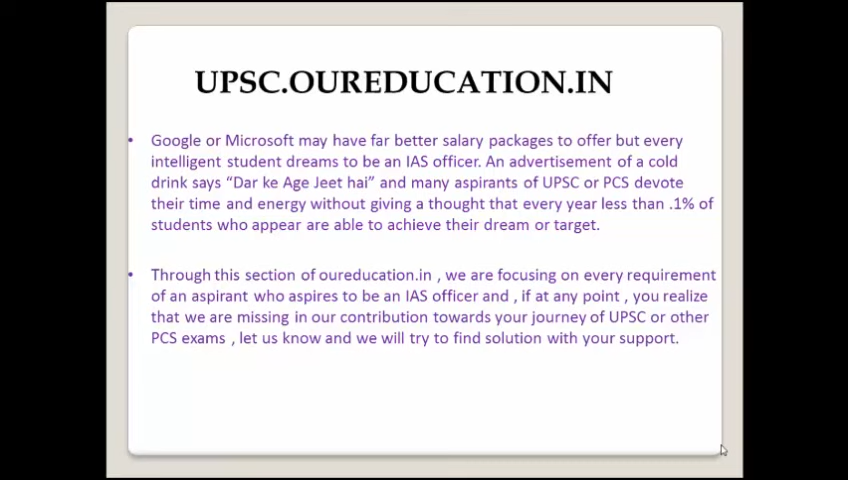 UPSC.OUREDUCATION.IN
• Google or Microsoft may have far better salary packages to offer but every
intelligent student dreams to be an IAS officer. An advertisement of a cold
drink says “Dar ke Age Jeet hai” and many aspirants of UPSC or PCS devote
their time and energy without giving a thought that every year less than .1% of
students who appear are able to achieve their dream or target.
• Through this section of oureducation.in , we are focusing on every requirement
of an aspirant who aspires to be an IAS officer and , if at any point , you realize
that we are missing in our contribution towards your journey of UPSC or other
PCS exams , let us know and we will try to find solution with your support.